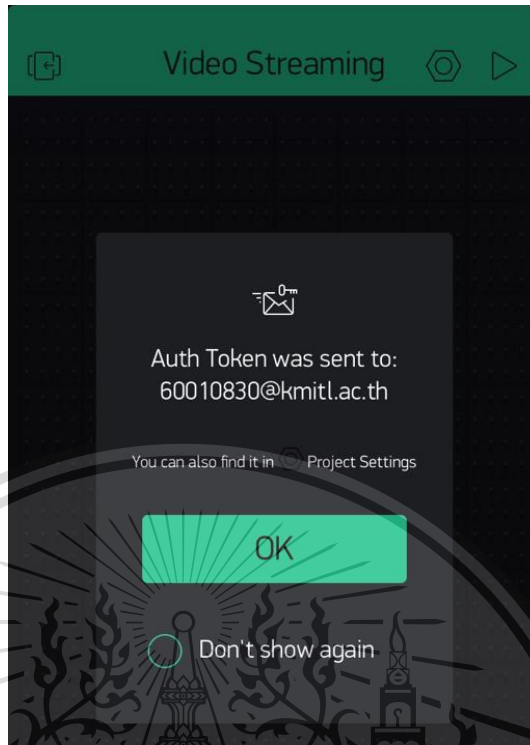 Video Streaming
Auth Token was sent to:
60010830@kmitl.ac.th
You can also find it in Project Settings
OK
Don't show again